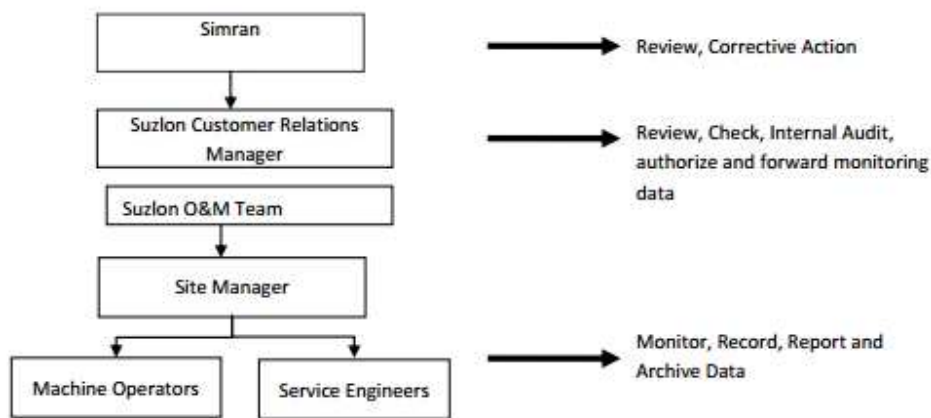 Simran
Review, Corrective Action
Suzlon Customer Relations
Manager
Review, Check, Internal Audit,
authorize and forward monitoring
data
Suzlon O&M Team
Site Manager
Machine Operators
Service Engineers
Monitor, Record, Report and
Archive Data